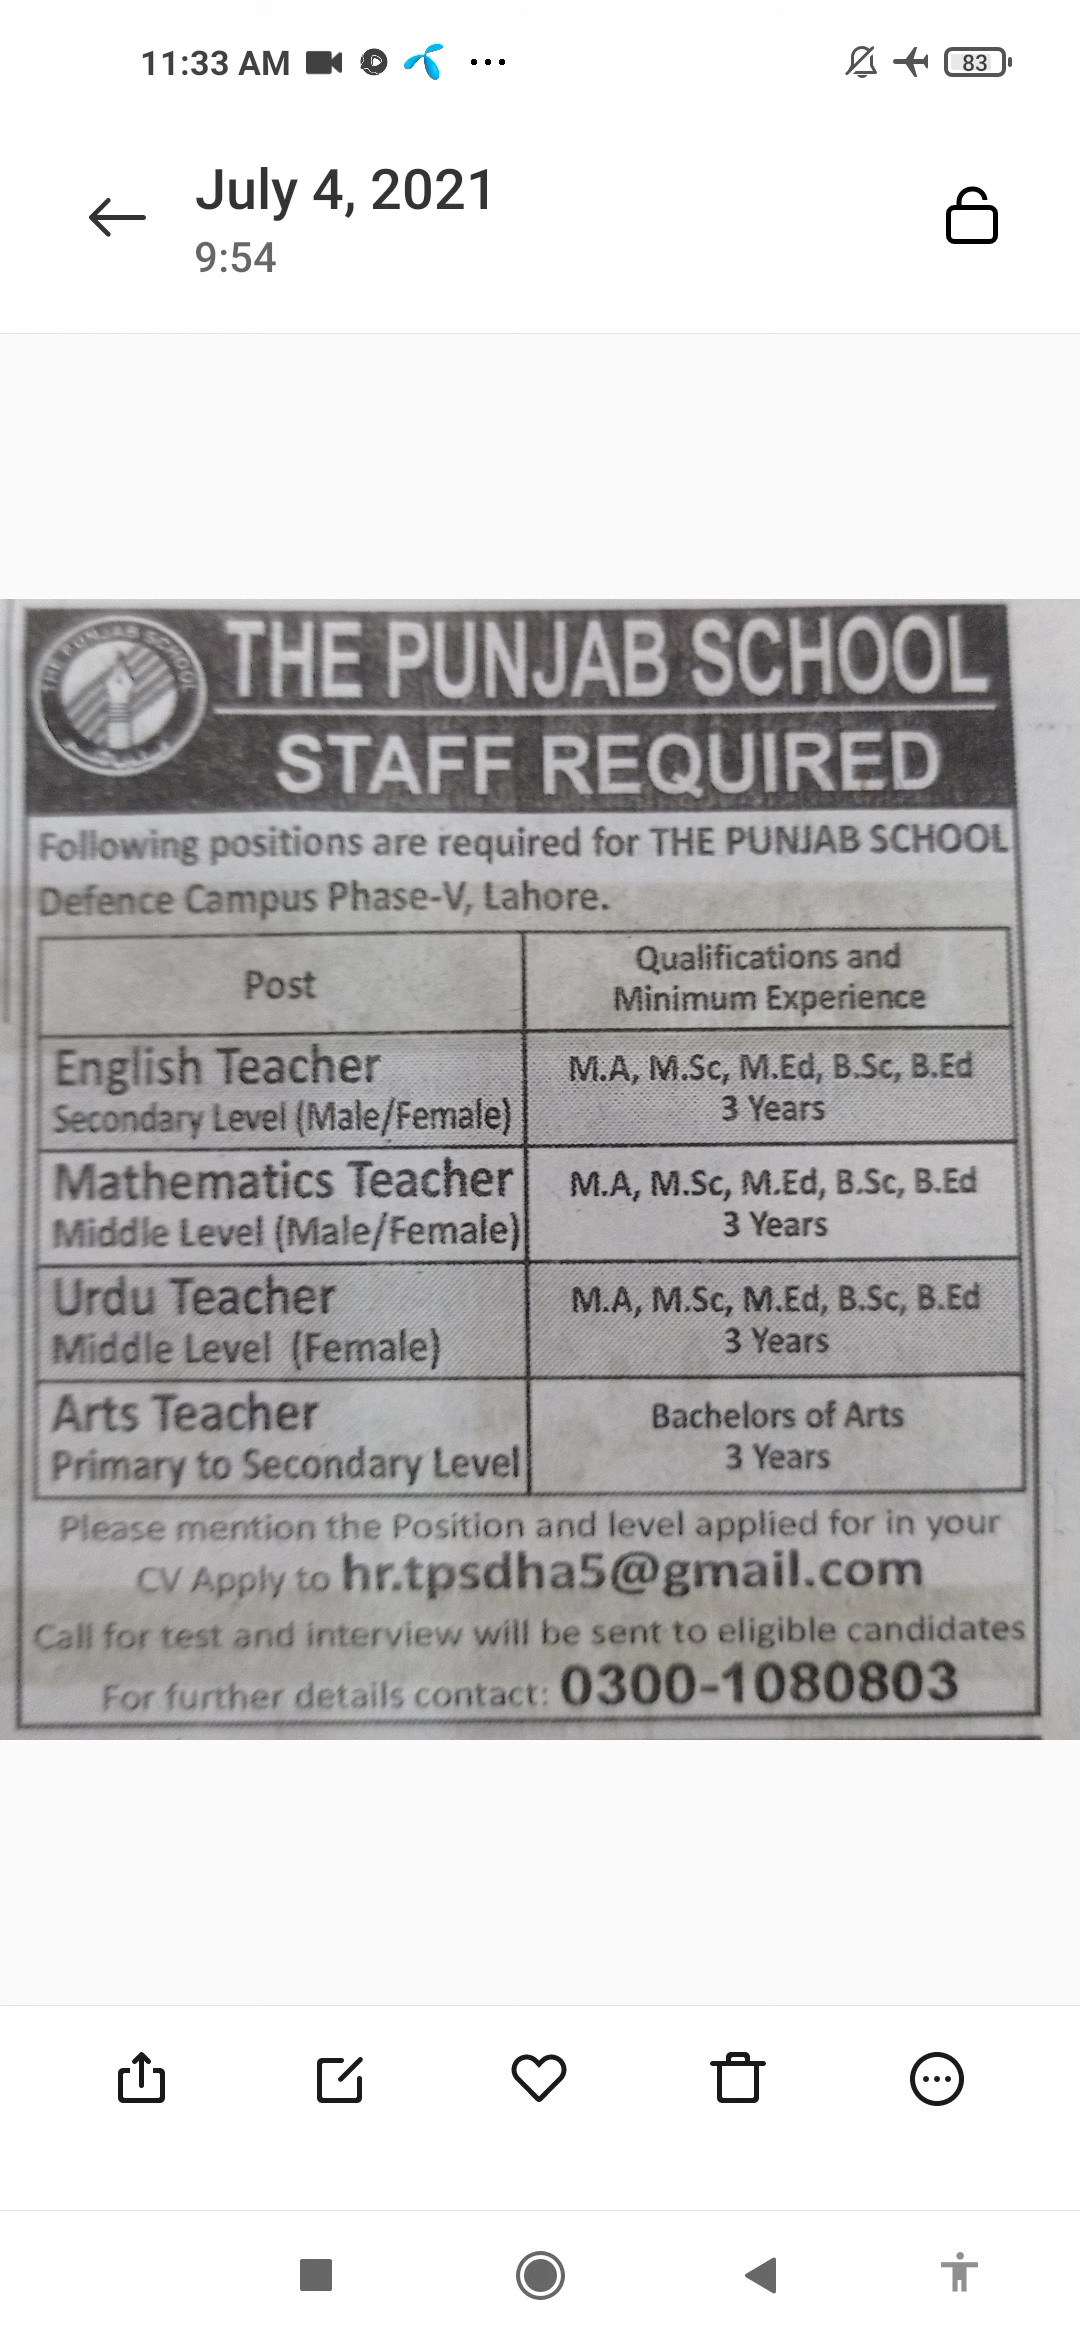 11:33 AM
83
July 4, 2021
9:54
THE PUNJAB SCHOOL
THE PUNJAB SCHOOL
STAFF REQUIRED
Following positions are required for THE PUNJAB SCHOOL
Defence Campus Phase-V, Lahore.
Post
Qualifications and
Minimum Experience
English Teacher
Secondary Level (Male/Female)
M.A, M.Sc, M.Ed, B.Sc, B.Ed
3 Years
Mathematics Teacher
Middle Level (Male/Female)
M.A, M.Sc, M.Ed, B.Sc, B.Ed
3 Years
Urdu Teacher
Middle Level (Female)
M.A, M.Sc, M.Ed, B.Sc, B.Ed
3 Years
Arts Teacher
Primary to Secondary Level
Bachelors of Arts
3 Years
Please mention the Position and level applied for in your
CV Apply to hr.tpsdha5@gmail.com
Call for test and interview will be sent to eligible candidates
For further details contact: 0300-1080803